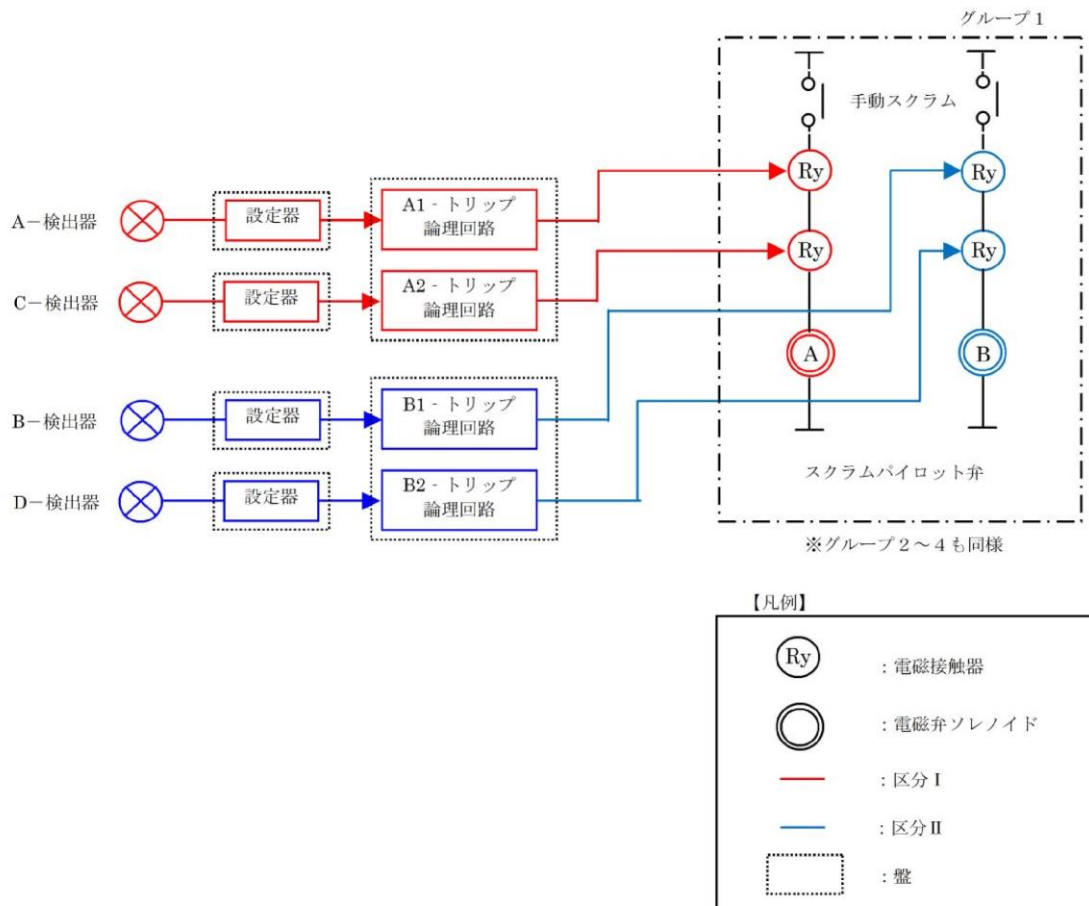 グループ 1
手動スクラム
Ry
Ry
A－検出器
設定器
A1 - トリップ
論理回路
Ry
Ry
C－検出器
設定器
A2 - トリップ
論理回路
A
B
B－検出器
設定器
B1 - トリップ
論理回路
D－検出器
設定器
B2 - トリップ
論理回路
スクラムパイロット弁
※グループ 2～4 も同様
【凡例】
Ry
：電磁接触器
：電磁弁ソレノイド
：区分Ⅰ
：区分Ⅱ
：盤